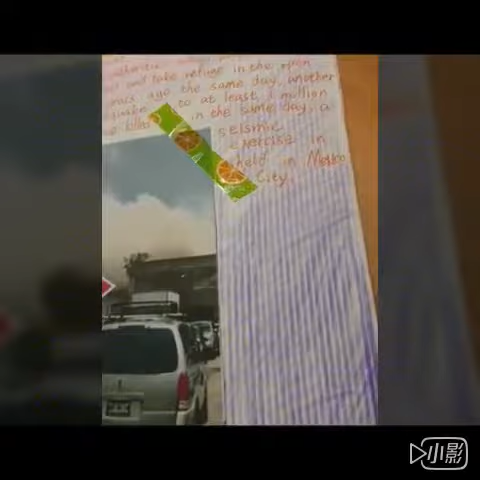 and take refuge in the open
ago the same day, another
to at least 1 million
killed in the same day, a
seismic
exercise in
held in Mexico
City.
小影